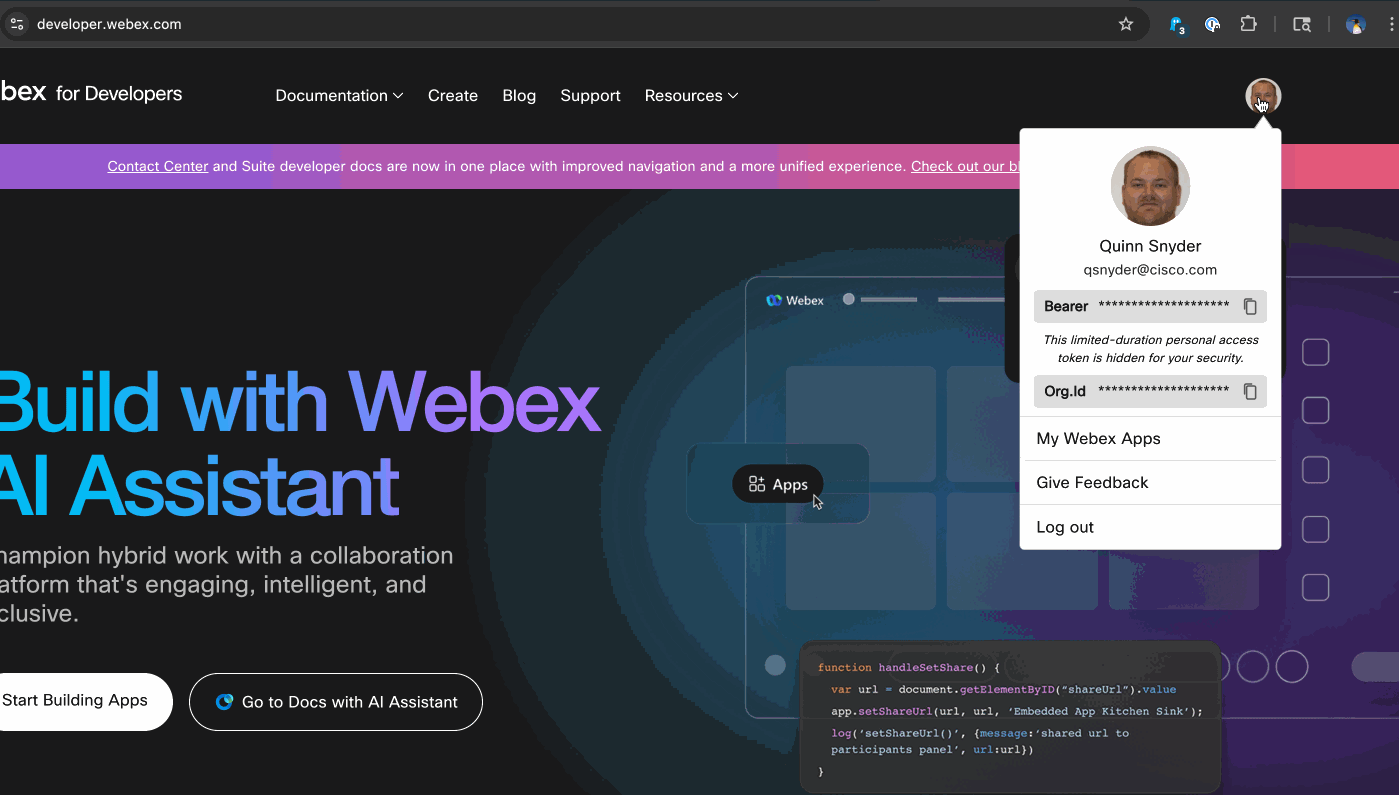 developer.webex.com
3
bex for Developers
Documentation
Create
Blog
Support
Resources
Contact Center and Suite developer docs are now in one place with improved navigation and a more unified experience. Check out our bl
Quinn Snyder
qsnyder@cisco.com
Bearer ********************
This limited-duration personal access
token is hidden for your security.
Org.Id ********************
My Webex Apps
Give Feedback
Log out
Webex
Build with Webex
AI Assistant
hampion hybrid work with a collaboration
atform that's engaging, intelligent, and
clusive.
Apps
Start Building Apps
Go to Docs with AI Assistant
function handleSetShare() {
var url = document.getElementByID(“shareUrl”).value
app.setShareUrl(url, url, ‘Embedded App Kitchen Sink’);
log(‘setShareUrl()’, {message:‘shared url to
participants panel’, url:url})
}